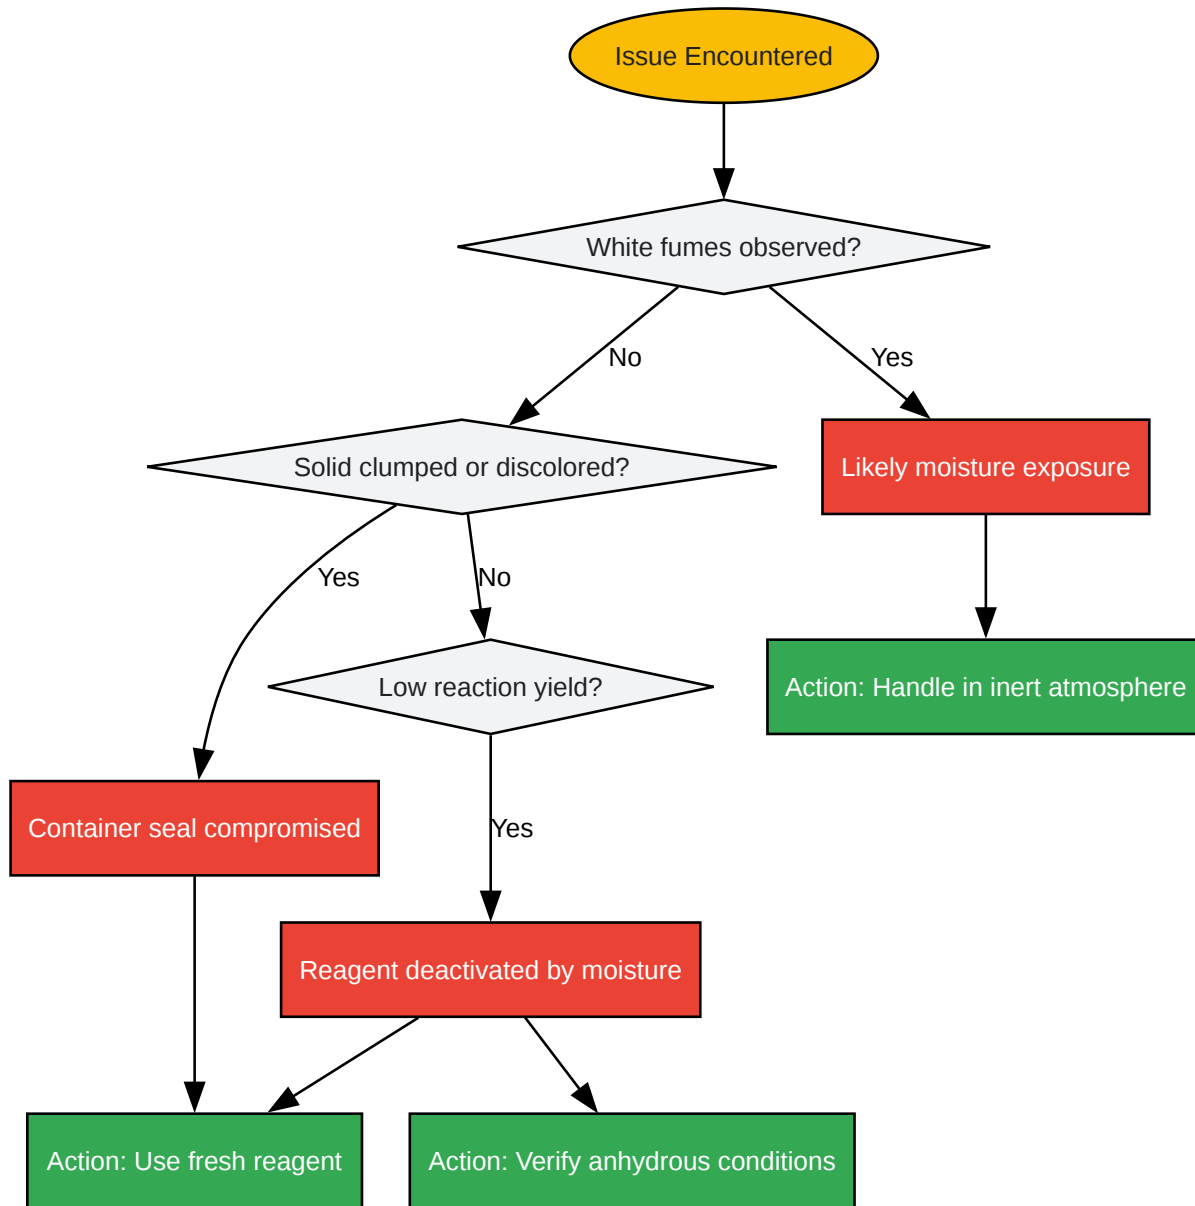 Issue Encountered
White fumes observed?
No
Yes
Solid clumped or discolored?
Likely moisture exposure
Yes
No
Low reaction yield?
Action: Handle in inert atmosphere
Container seal compromised
Yes
Reagent deactivated by moisture
Action: Use fresh reagent
Action: Verify anhydrous conditions